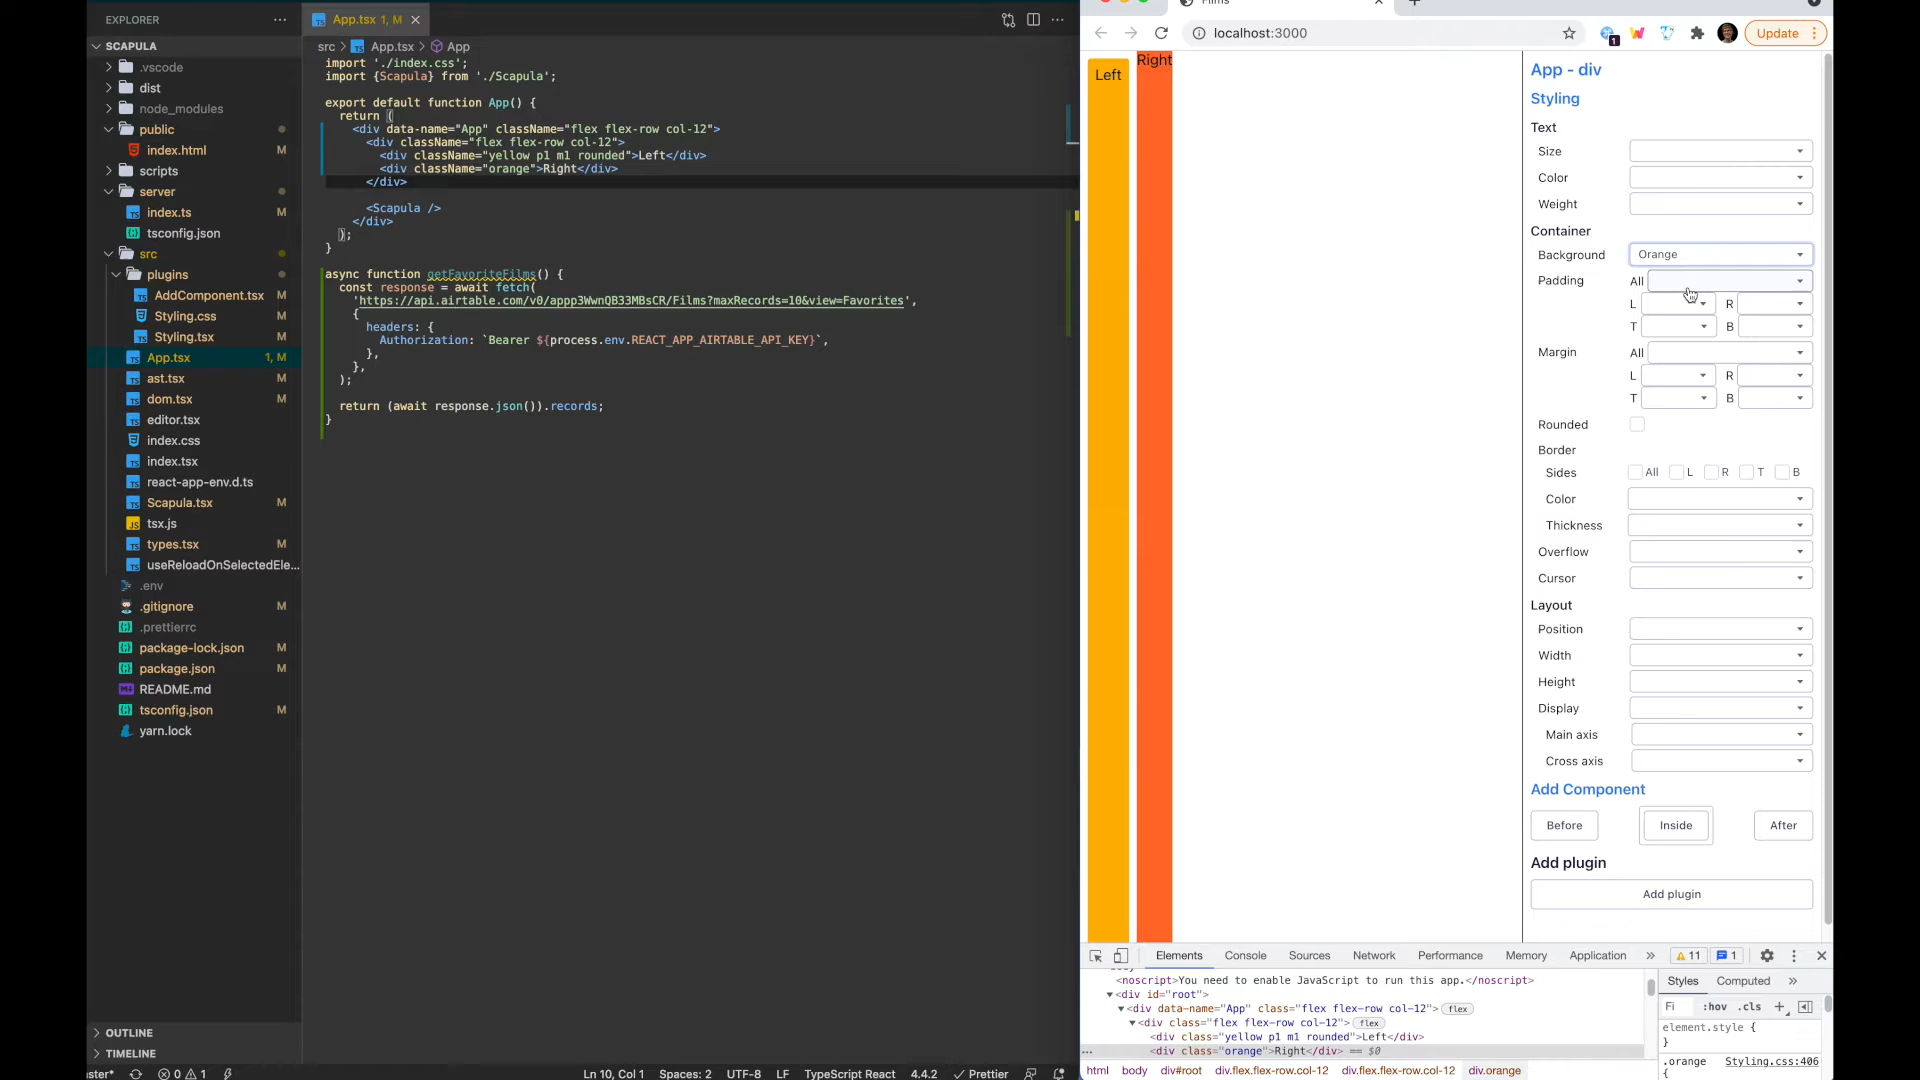 EXPLORER
SCAPULA
.vscode
dist
node_modules
public
index.html M
scripts
server
index.ts M
tsconfig.json
src
plugins
AddComponent.tsx M
Styling.css M
Styling.tsx M
App.tsx 1, M
ast.tsx M
dom.tsx M
editor.tsx
index.css
index.tsx
react-app-env.d.ts
Scapula.tsx M
tsx.js
types.tsx M
useReloadOnSelectedEle...
.env
.gitignore M
.prettierrc
package-lock.json M
package.json M
README.md
tsconfig.json M
yarn.lock
OUTLINE
TIMELINE
App.tsx 1, M
src > App.tsx > App
import './index.css';
import {Scapula} from './Scapula';
export default function App() {
return (
<div data-name="App" className="flex flex-row col-12">
<div className="flex flex-row col-12">
<div className="yellow p1 m1 rounded">Left</div>
<div className="orange">Right</div>
</div>
<Scapula />
</div>
);
}
async function getFavoriteFilms() {
const response = await fetch(
'https://api.airtable.com/v0/appp3WwnQB33MBsCR/Films?maxRecords=10&view=Favorites',
{
headers: {
Authorization: `Bearer ${process.env.REACT_APP_AIRTABLE_API_KEY}`,
},
},
);
return (await response.json()).records;
}
ster* 0 1 Ln 10, Col 1 Spaces: 2 UTF-8 LF TypeScript React 4.4.2 Prettier
Films
localhost:3000
1
Update
Left
Right
App - div
Styling
Text
Size
Color
Weight
Container
Background Orange
Padding All
L R
T B
Margin All
L R
T B
Rounded
Border
Sides All L R T B
Color
Thickness
Overflow
Cursor
Layout
Position
Width
Height
Display
Main axis
Cross axis
Add Component
Before Inside After
Add plugin
Add plugin
Elements Console Sources Network Performance Memory Application » 11 1
<noscript>You need to enable JavaScript to run this app.</noscript>
<div id="root">
<div data-name="App" class="flex flex-row col-12"> flex
<div class="flex flex-row col-12"> flex
<div class="yellow p1 m1 rounded">Left</div>
<div class="orange">Right</div> == $0
html body div#root div.flex.flex-row.col-12 div.flex.flex-row.col-12 div.orange
Styles Computed »
Fi :hov .cls +
element.style {
}
.orange Styling.css:406
{